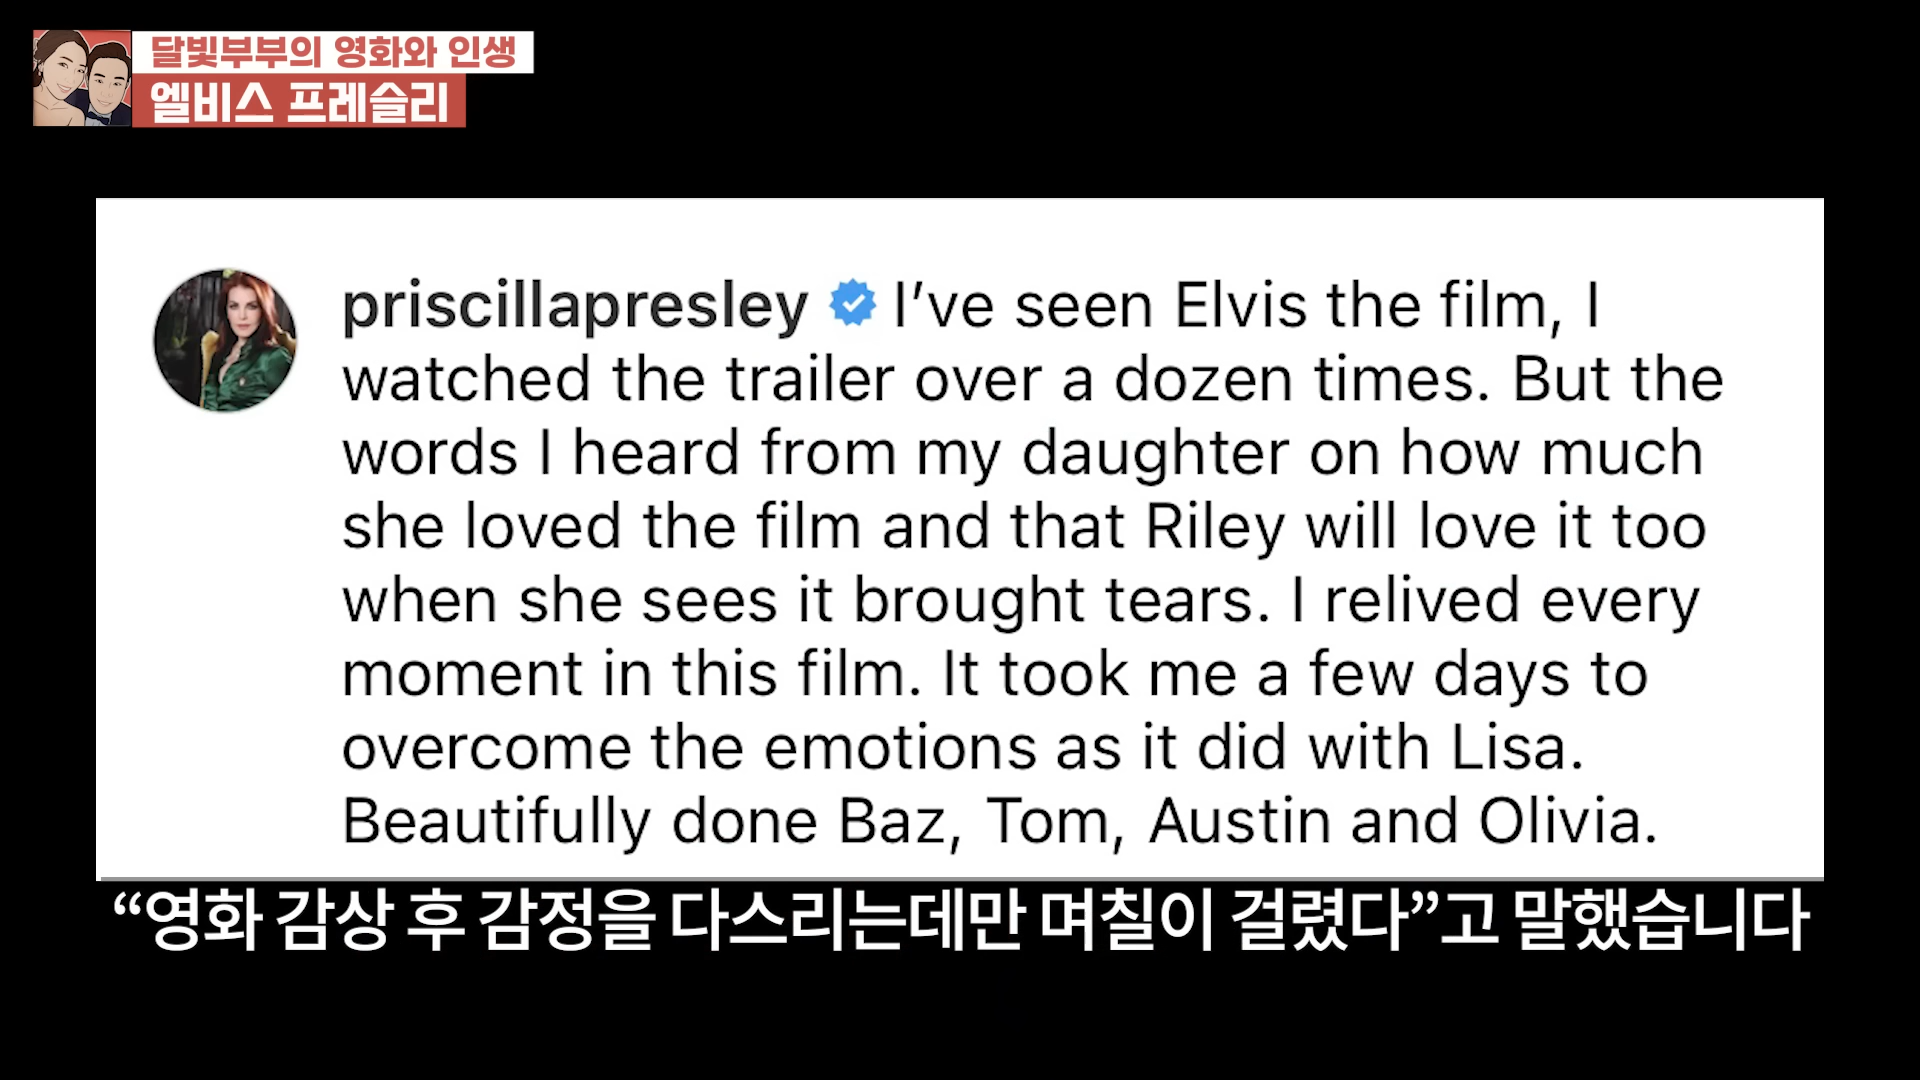 달빛부부의 영화와 인생
엘비스 프레슬리
priscillapresley I’ve seen Elvis the film, I
watched the trailer over a dozen times. But the
words I heard from my daughter on how much
she loved the film and that Riley will love it too
when she sees it brought tears. I relived every
moment in this film. It took me a few days to
overcome the emotions as it did with Lisa.
Beautifully done Baz, Tom, Austin and Olivia.
“영화 감상 후 감정을 다스리는데만 며칠이 걸렸다”고 말했습니다